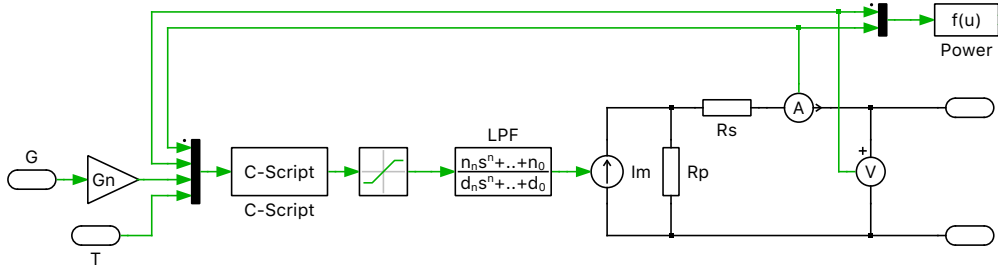 f(u)
Power
A
Rs
LPF
G
Gn
C-Script
C-Script
nₙsⁿ+..+n₀
dₙsⁿ+..+d₀
Im
Rp
+
V
T